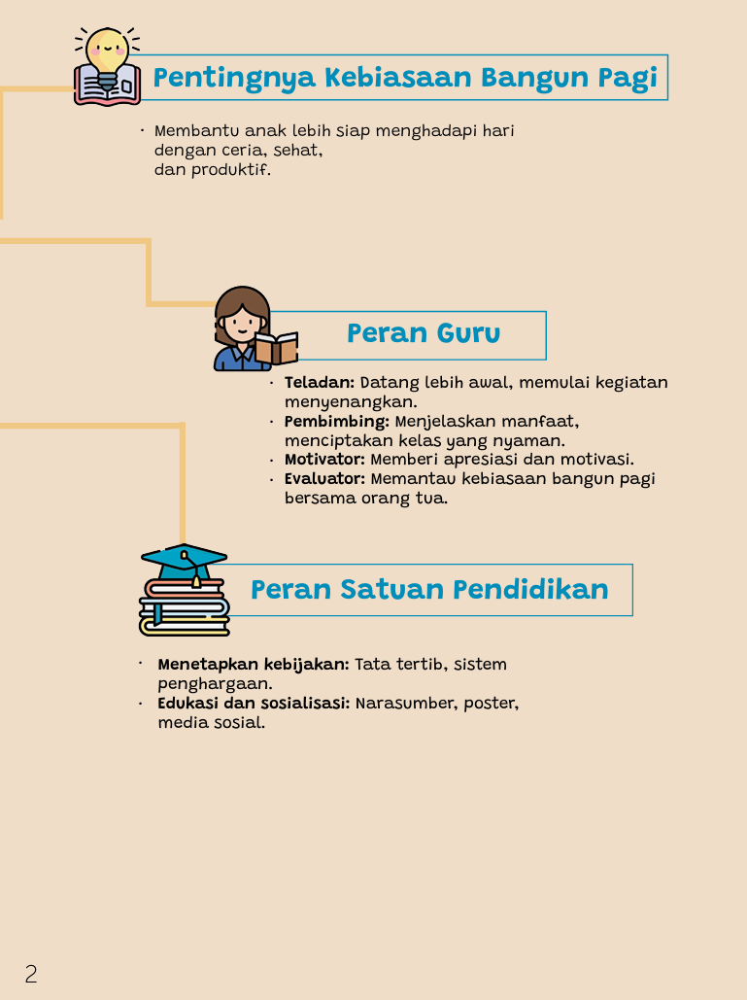 Pentingnya Kebiasaan Bangun Pagi
· Membantu anak lebih siap menghadapi hari
dengan ceria, sehat,
dan produktif.
Peran Guru
· Teladan: Datang lebih awal, memulai kegiatan
menyenangkan.
· Pembimbing: Menjelaskan manfaat,
menciptakan kelas yang nyaman.
· Motivator: Memberi apresiasi dan motivasi.
· Evaluator: Memantau kebiasaan bangun pagi
bersama orang tua.
Peran Satuan Pendidikan
· Menetapkan kebijakan: Tata tertib, sistem
penghargaan.
· Edukasi dan sosialisasi: Narasumber, poster,
media sosial.
2